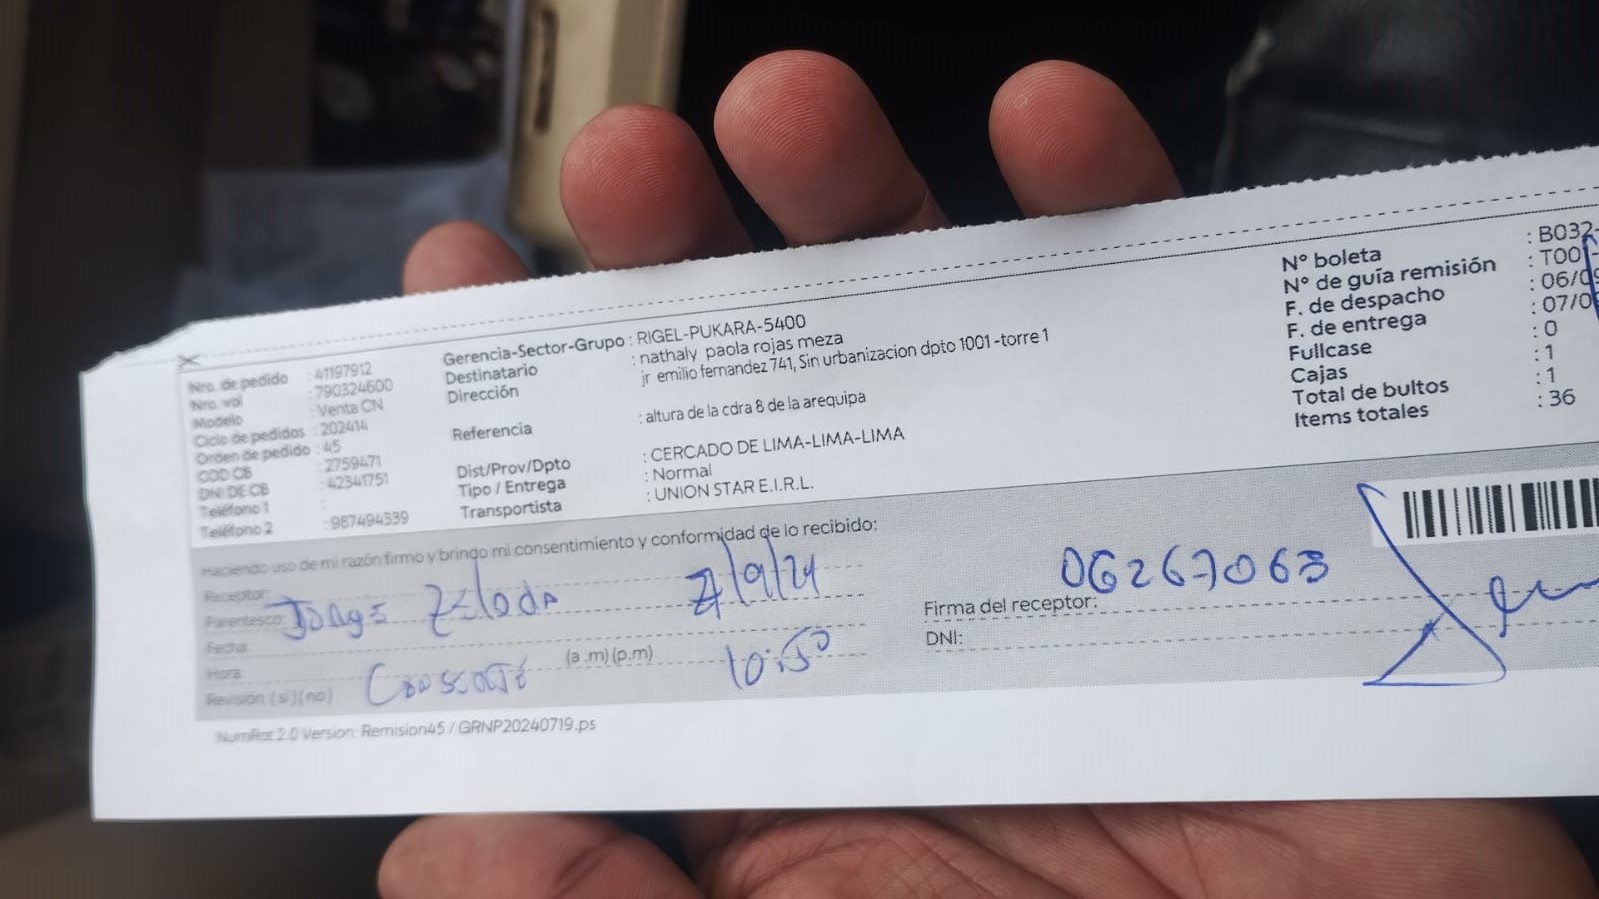 Nro. de pedido : 41197912
Nro. vol : 790324600
Modelo : Venta CN
Ciclo de pedidos : 202414
Orden de pedido : 45
COD CB : 2759471
DNI DE CB : 42341751
Teléfono 1 :
Teléfono 2 : 987494339
Gerencia-Sector-Grupo : RIGEL-PUKARA-5400
Destinatario : nathaly paola rojas meza
Dirección jr emilio fernandez 741, Sin urbanizacion dpto 1001 -torre 1
Referencia : altura de la cdra 8 de la arequipa
Dist/Prov/Dpto : CERCADO DE LIMA-LIMA-LIMA
Tipo / Entrega : Normal
Transportista : UNION STAR E.I.R.L.
N° boleta : B032-
N° de guía remisión : T001-
F. de despacho : 06/09
F. de entrega : 07/0
Fullcase : 0
Cajas : 1
Total de bultos : 1
Items totales : 36
Haciendo uso de mi razón firmo y brindo mi consentimiento y conformidad de lo recibido:
Receptor:
Parentesco: Jorge Zelada 7/9/24
Fecha:
Hora: (a .m) (p.m) 10:50
Revisión: (si) (no)
06267063
Firma del receptor:
DNI:
NumRot 2.0 Version: Remision45 / GRNP20240719.ps